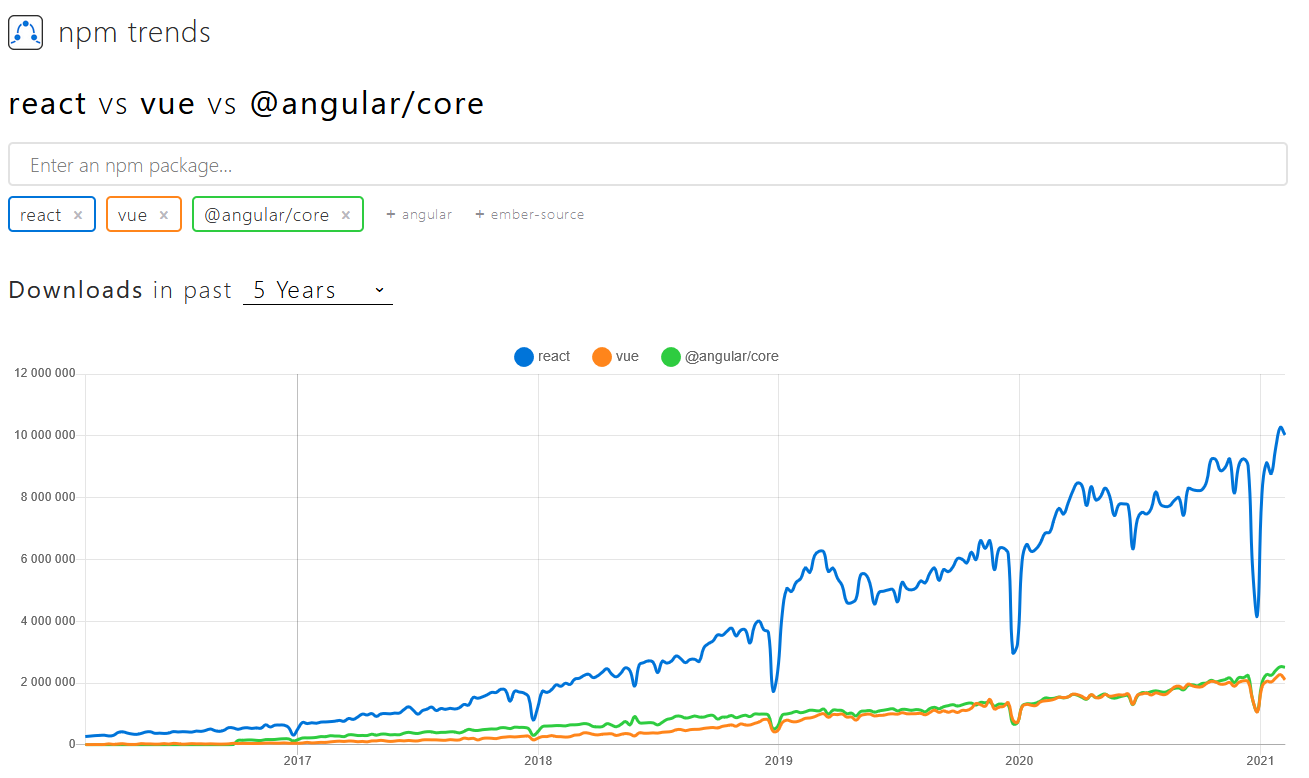 npm trends
react vs vue vs @angular/core
Enter an npm package...
react × vue × @angular/core × + angular + ember-source
Downloads in past 5 Years
react vue @angular/core
12 000 000
10 000 000
8 000 000
6 000 000
4 000 000
2 000 000
0
2017 2018 2019 2020 2021